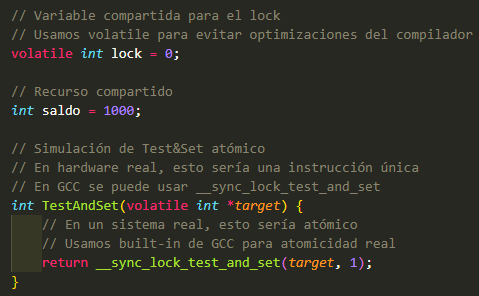 // Variable compartida para el lock
// Usamos volatile para evitar optimizaciones del compilador
volatile int lock = 0;
// Recurso compartido
int saldo = 1000;
// Simulación de Test&Set atómico
// En hardware real, esto sería una instrucción única
// En GCC se puede usar __sync_lock_test_and_set
int TestAndSet(volatile int *target) {
// En un sistema real, esto sería atómico
// Usamos built-in de GCC para atomicidad real
return __sync_lock_test_and_set(target, 1);
}